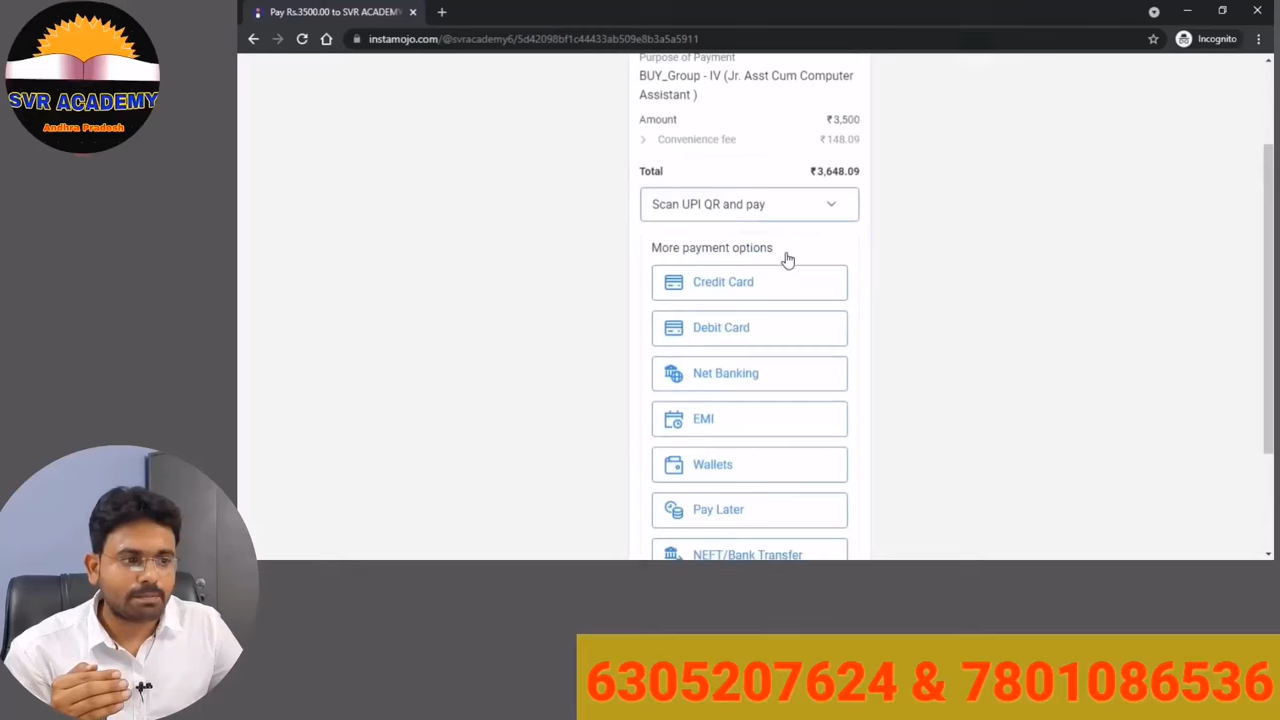 SVR ACADEMY
Andhra Pradesh
Pay Rs.3500.00 to SVR ACADEMY
instamojo.com/@svracademy6/5d42098bf1c44433ab509e8b3a5a5911
Incognito
Purpose of Payment
BUY_Group - IV (Jr. Asst Cum Computer
Assistant )
Amount ₹3,500
Convenience fee ₹148.09
Total ₹3,648.09
Scan UPI QR and pay
More payment options
Credit Card
Debit Card
Net Banking
EMI
Wallets
Pay Later
NEFT/Bank Transfer
6305207624 & 7801086536